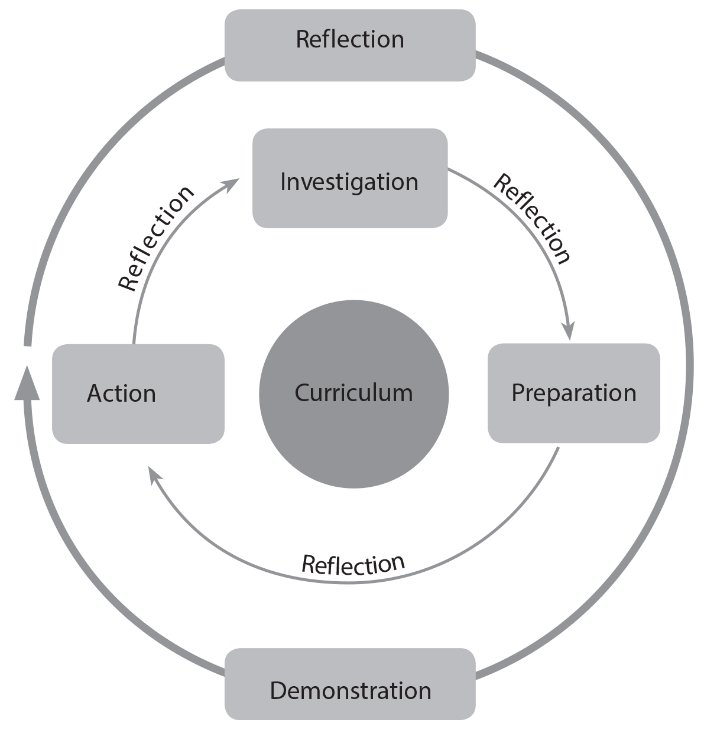 Reflection
Investigation
Reflection
Reflection
Action
Curriculum
Preparation
Reflection
Demonstration